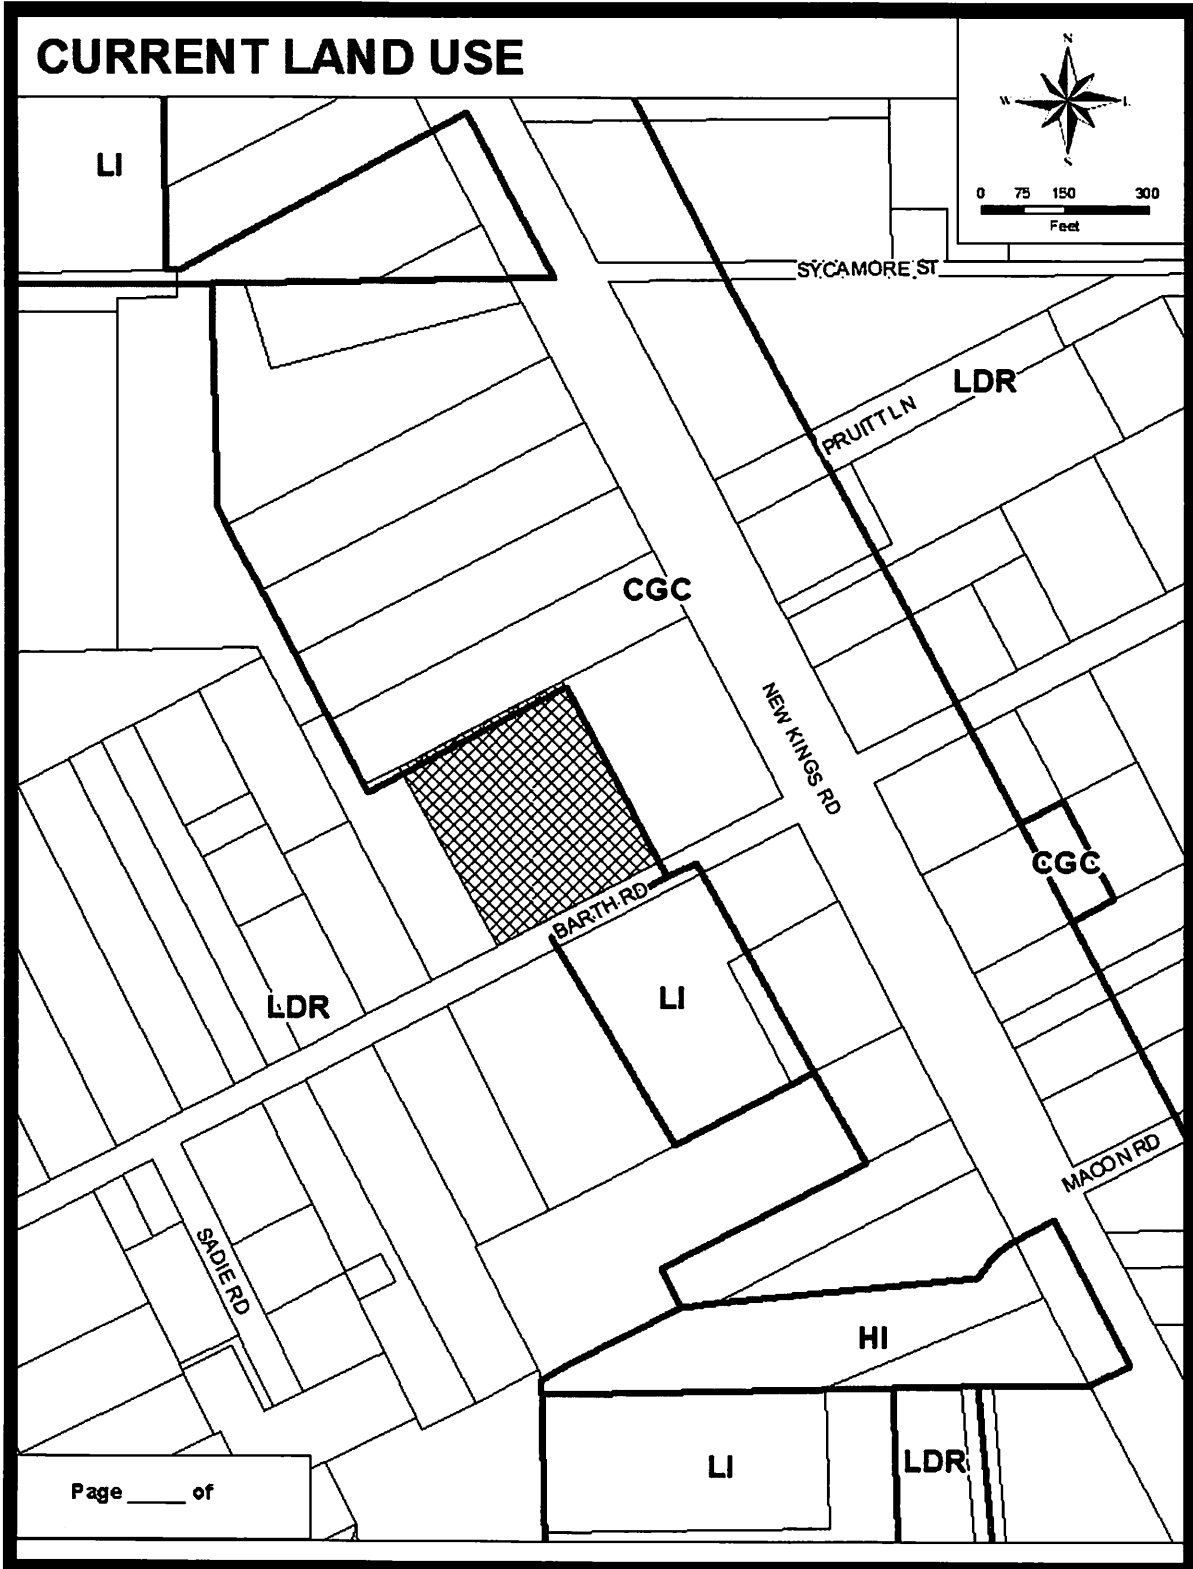 CURRENT LAND USE
N
W
L
S
0 75 150 300
Feet
LI
SYCAMORE ST
LDR
PRUITT LN
CGC
NEW KINGS RD
CGC
BARTH RD
LI
LDR
MACON RD
SADIE RD
HI
LI
LDR
Page ____ of